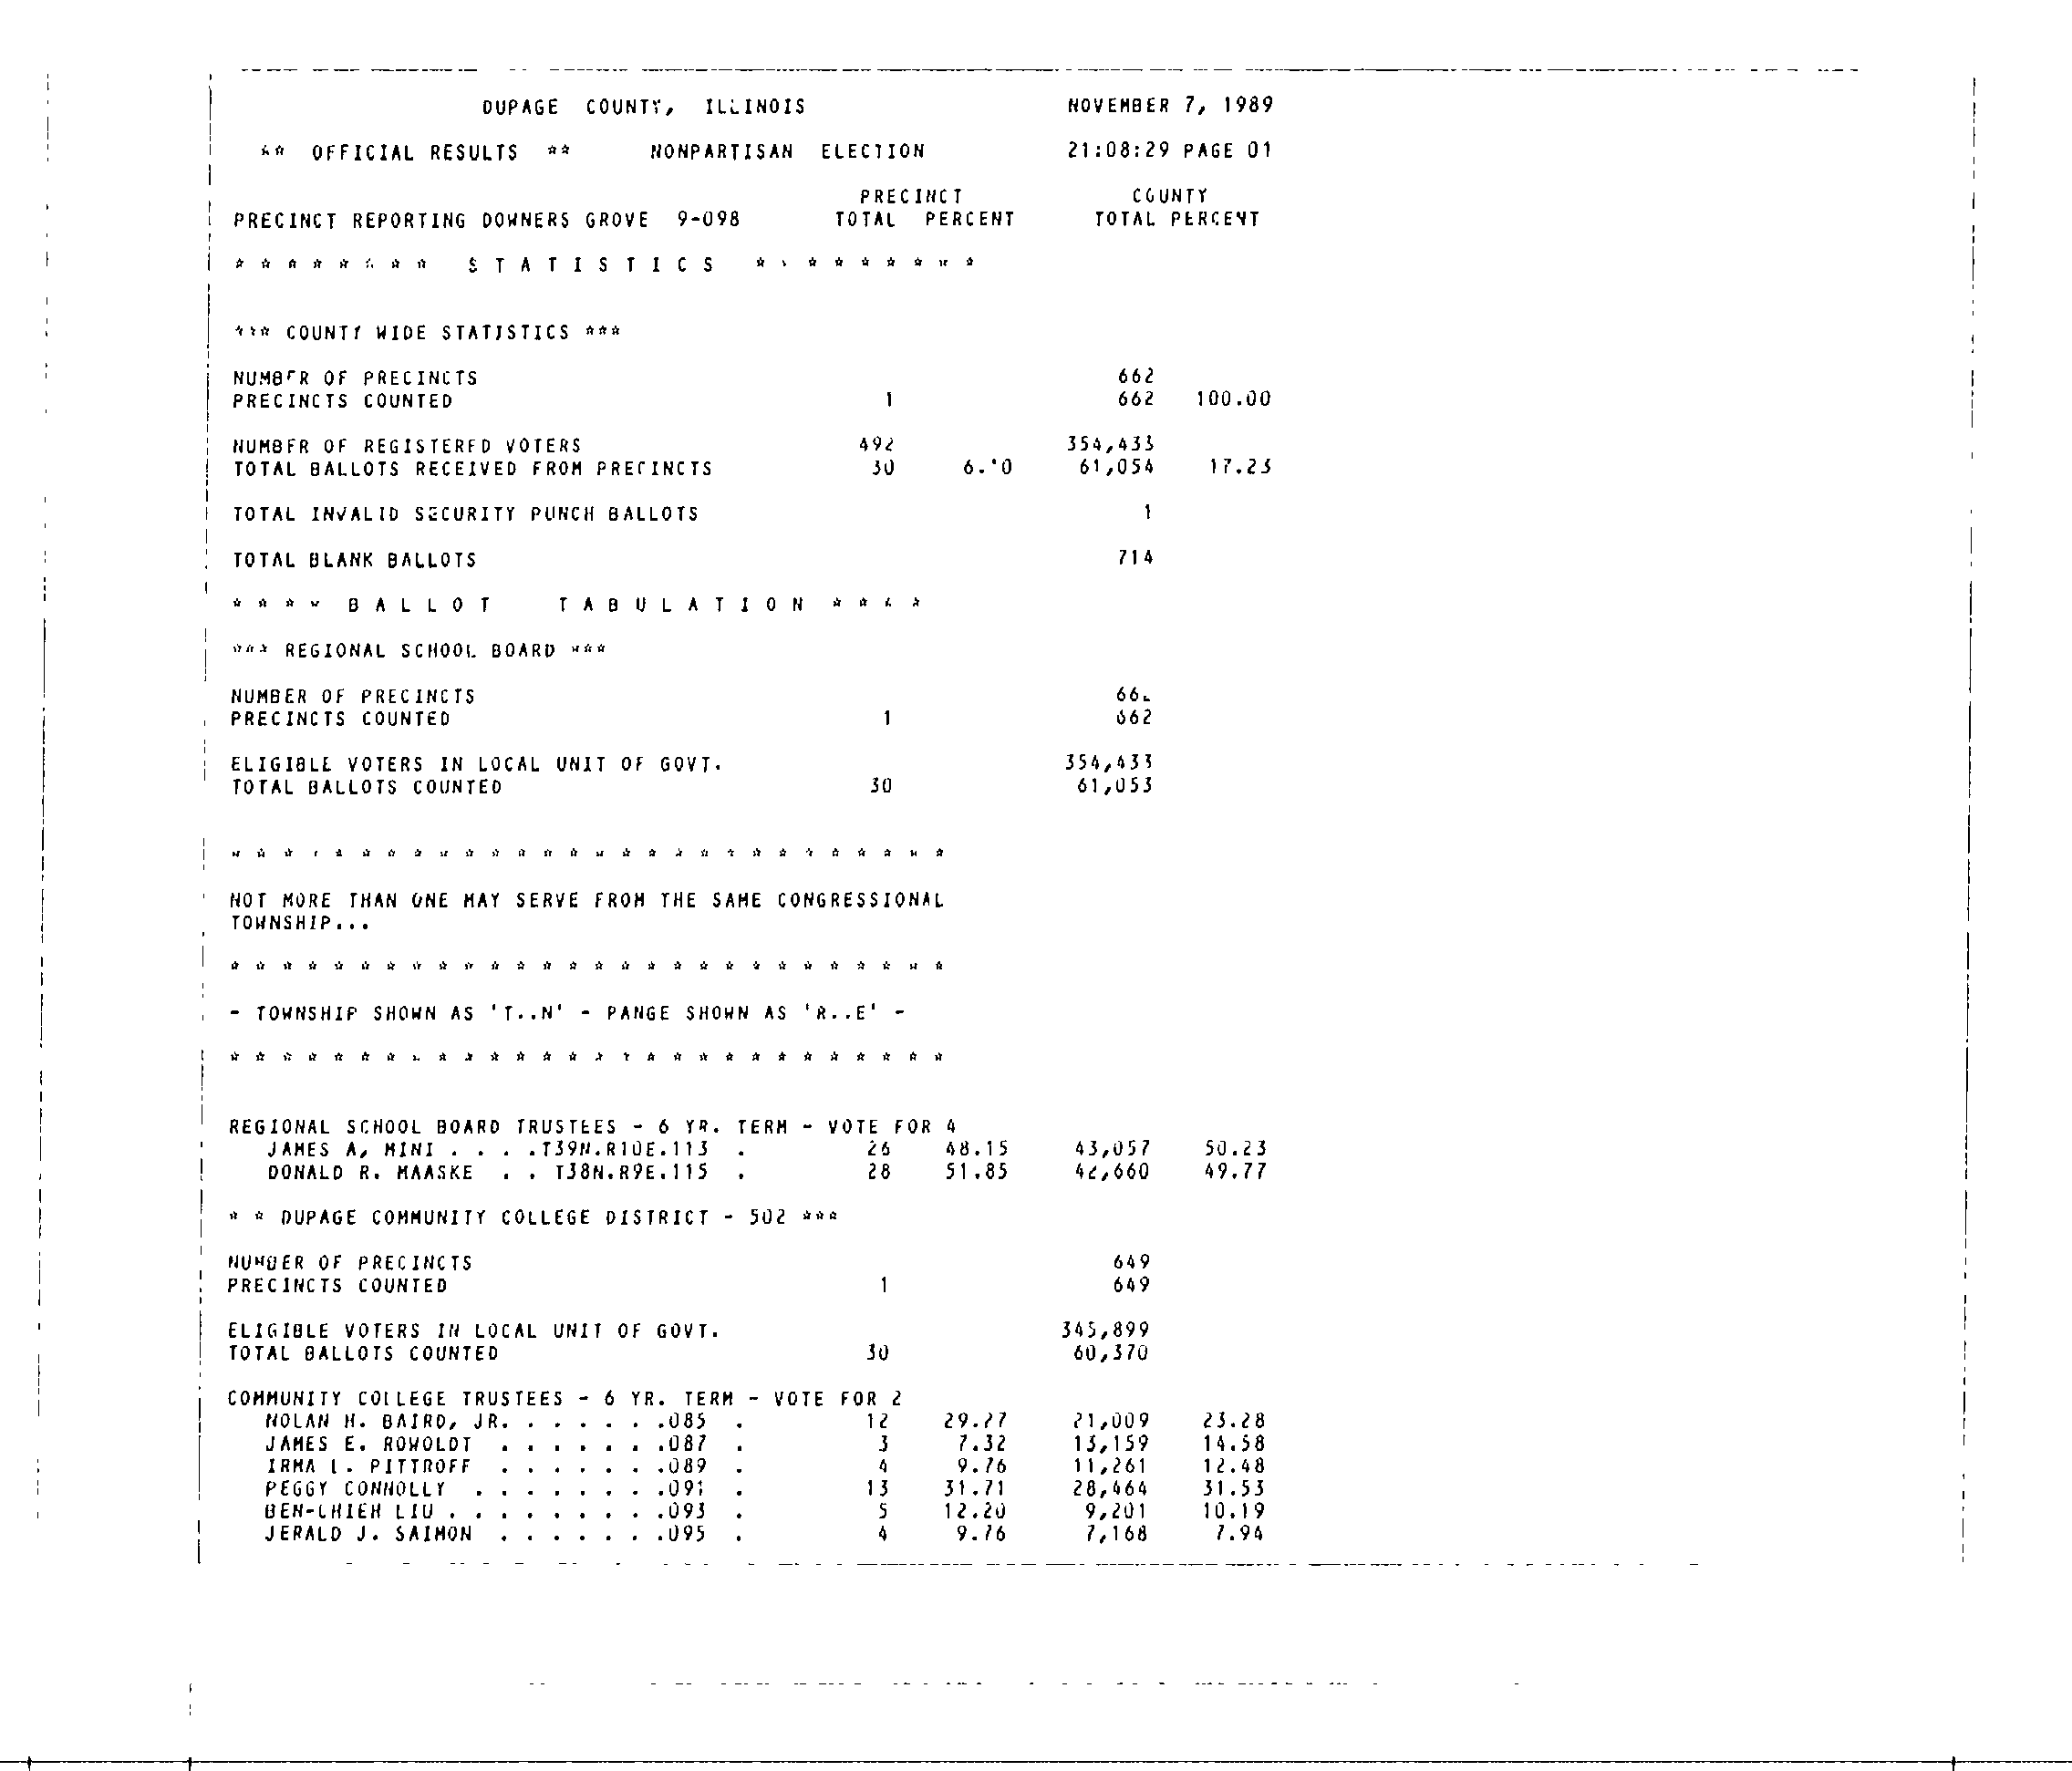 DUPAGE COUNTY, ILLINOIS NOVEMBER 7, 1989
** OFFICIAL RESULTS ** NONPARTISAN ELECTION 21:08:29 PAGE 01
PRECINCT COUNTY
PRECINCT REPORTING DOWNERS GROVE 9-098 TOTAL PERCENT TOTAL PERCENT
* * * * * * * * S T A T I S T I C S * * * * * * * * *
*** COUNTY WIDE STATISTICS ***
NUMBER OF PRECINCTS 662
PRECINCTS COUNTED 1 662 100.00
NUMBER OF REGISTERED VOTERS 492 354,433
TOTAL BALLOTS RECEIVED FROM PRECINCTS 30 61,054 17.23
TOTAL INVALID SECURITY PUNCH BALLOTS 1
TOTAL BLANK BALLOTS 714
* * * * B A L L O T T A B U L A T I O N * * * *
*** REGIONAL SCHOOL BOARD ***
NUMBER OF PRECINCTS 662
PRECINCTS COUNTED 1 662
ELIGIBLE VOTERS IN LOCAL UNIT OF GOVT. 354,433
TOTAL BALLOTS COUNTED 30 61,053
* * * * * * * * * * * * * * * * * * * * * * * * * * * *
NOT MORE THAN ONE MAY SERVE FROM THE SAME CONGRESSIONAL
TOWNSHIP...
* * * * * * * * * * * * * * * * * * * * * * * * * * * *
- TOWNSHIP SHOWN AS 'T..N' - RANGE SHOWN AS 'R..E' -
* * * * * * * * * * * * * * * * * * * * * * * * * * * *
REGIONAL SCHOOL BOARD TRUSTEES - 6 YR. TERM - VOTE FOR 4
JAMES A. MINI . . . .T39N.R10E.113 . 26 48.15 43,057 50.23
DONALD R. MAASKE . . T38N.R9E.115 . 28 51.85 42,660 49.77
* * DUPAGE COMMUNITY COLLEGE DISTRICT - 502 ***
NUMBER OF PRECINCTS 649
PRECINCTS COUNTED 1 649
ELIGIBLE VOTERS IN LOCAL UNIT OF GOVT. 345,899
TOTAL BALLOTS COUNTED 30 60,370
COMMUNITY COLLEGE TRUSTEES - 6 YR. TERM - VOTE FOR 2
NOLAN H. BAIRD, JR. . . . . . .085 . 12 29.27 21,009 23.28
JAMES E. ROWOLDT . . . . . . .087 . 3 7.32 13,159 14.58
IRMA L. PITTROFF . . . . . . .089 . 4 9.76 11,261 12.48
PEGGY CONNOLLY . . . . . . . .091 . 13 31.71 28,464 31.53
BEN-CHIEH LIU . . . . . . . . .093 . 5 12.20 9,201 10.19
JERALD J. SAIMON . . . . . . .095 . 4 9.76 7,168 7.94